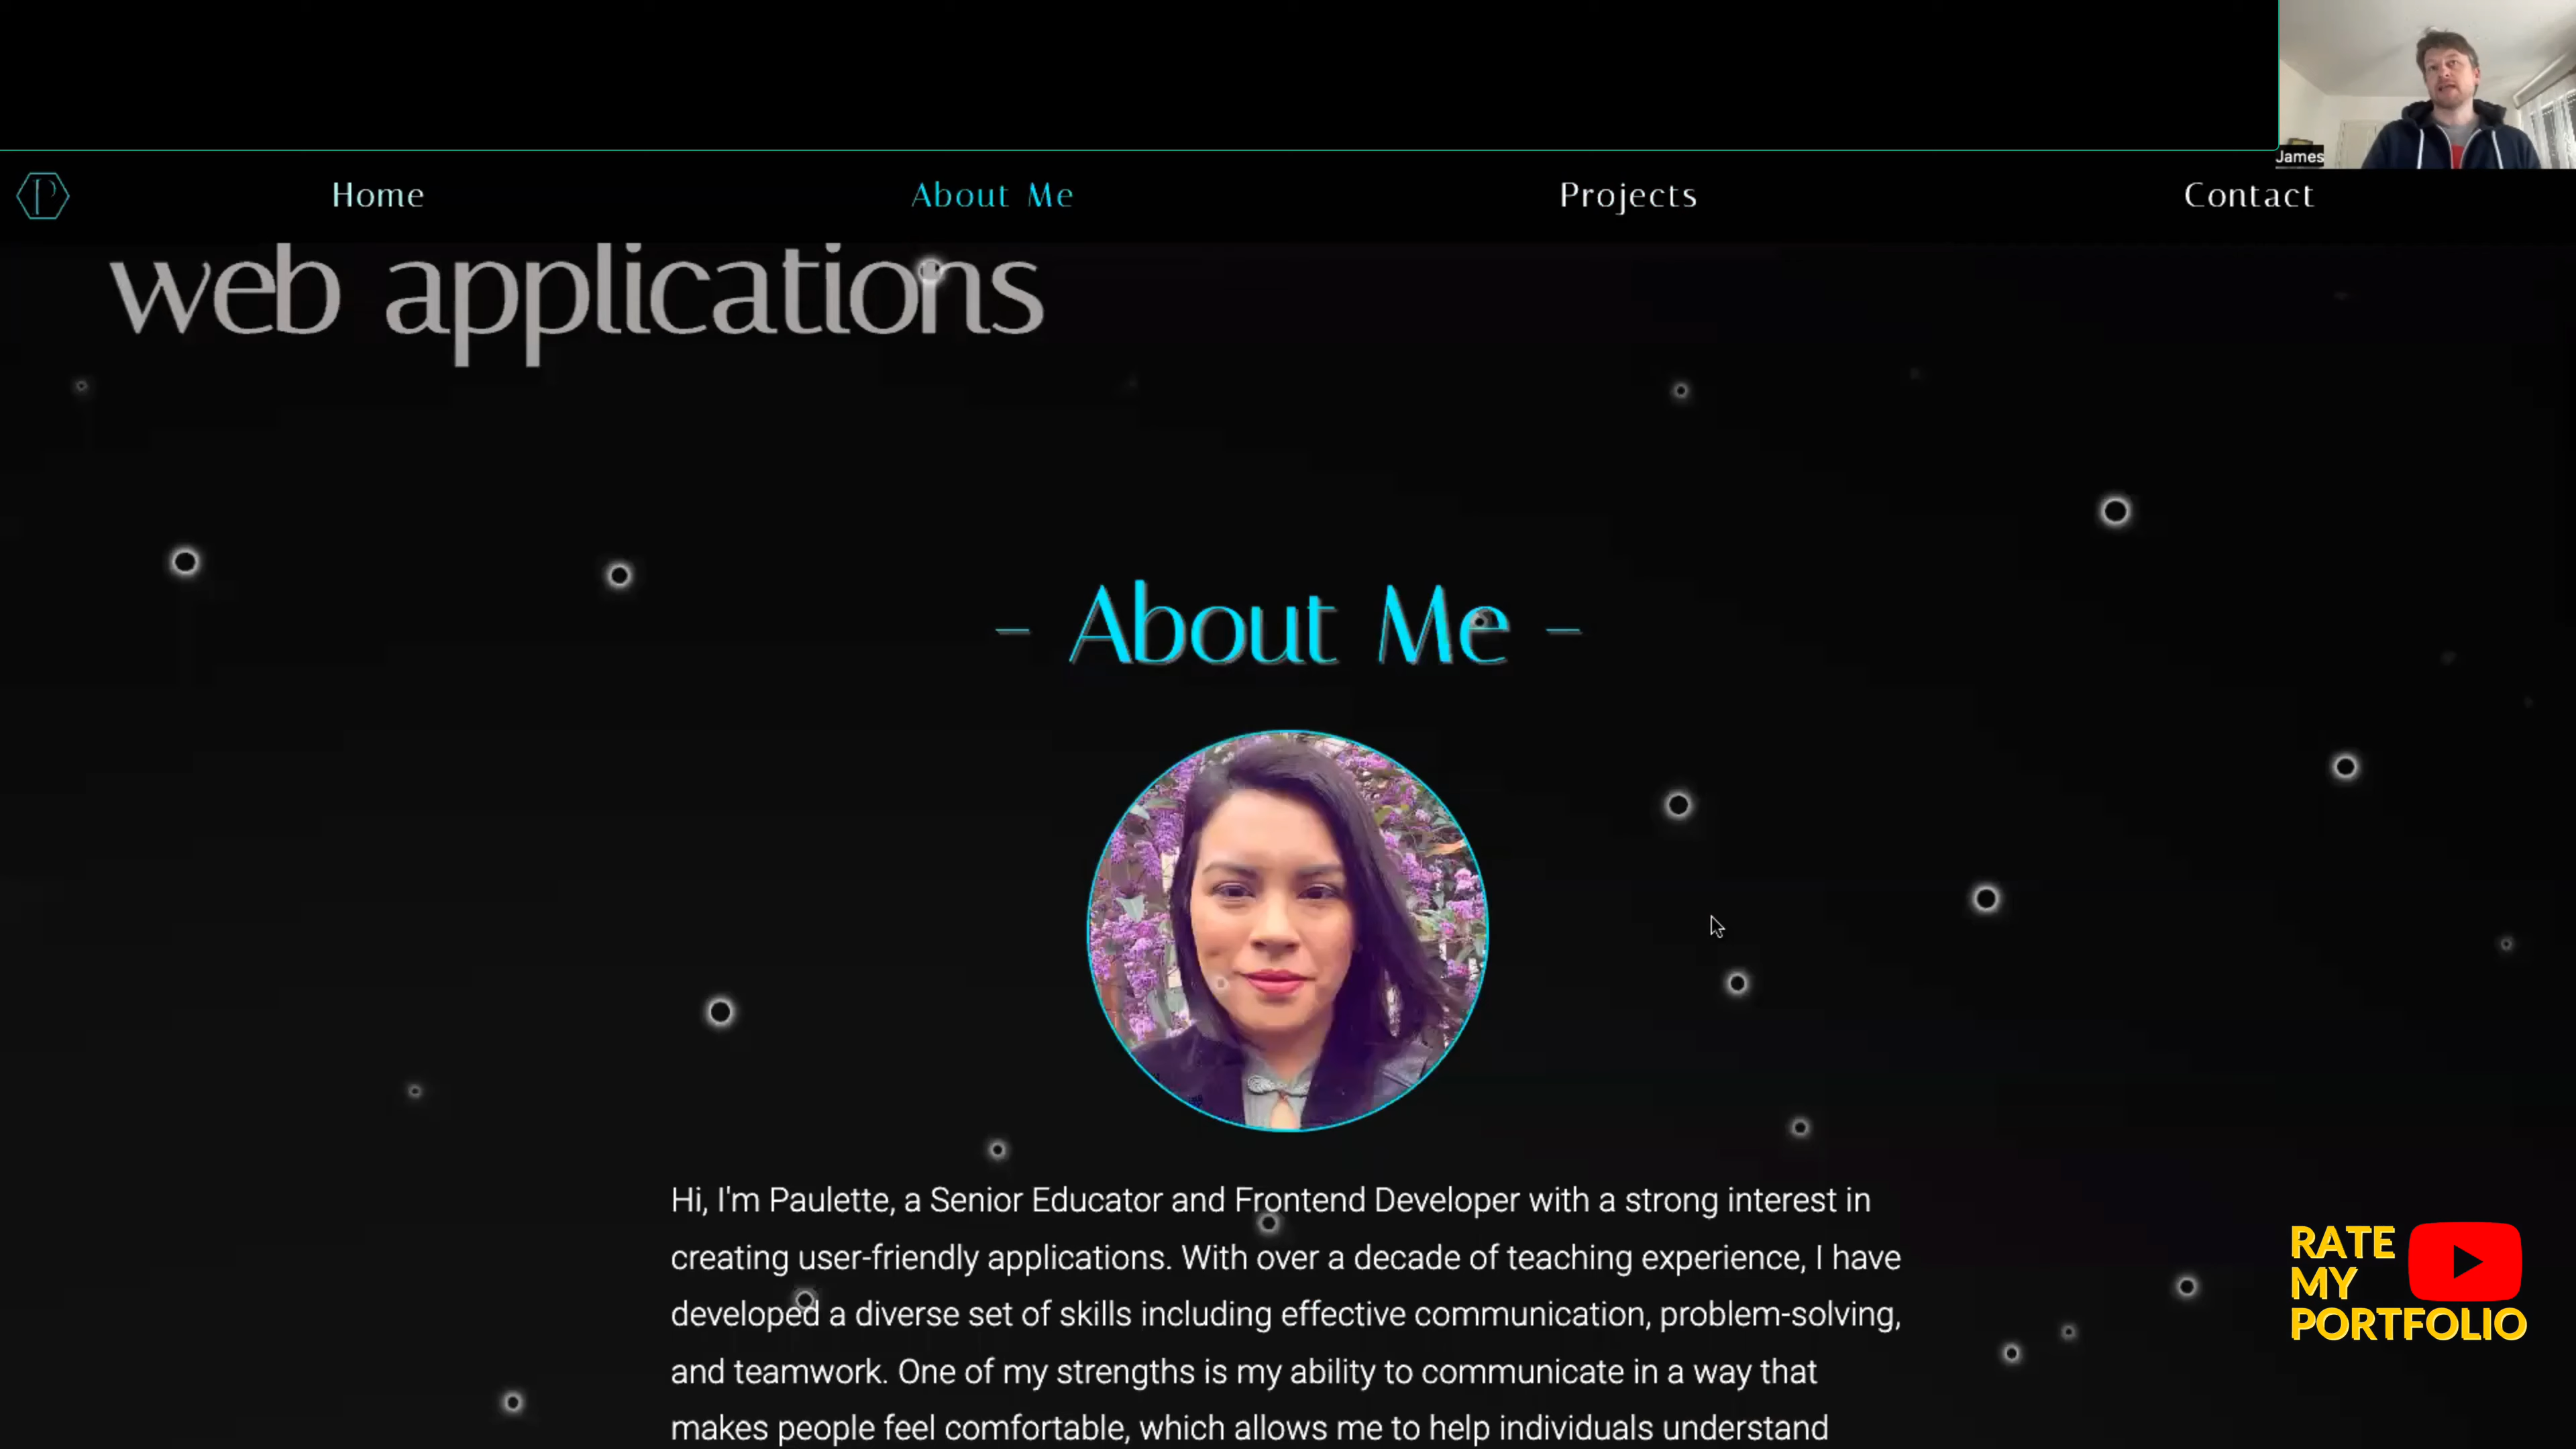 James
P
Home
About Me
Projects
Contact
web applications
- About Me -
Hi, I'm Paulette, a Senior Educator and Frontend Developer with a strong interest in
creating user-friendly applications. With over a decade of teaching experience, I have
developed a diverse set of skills including effective communication, problem-solving,
and teamwork. One of my strengths is my ability to communicate in a way that
makes people feel comfortable, which allows me to help individuals understand
RATE
MY
PORTFOLIO